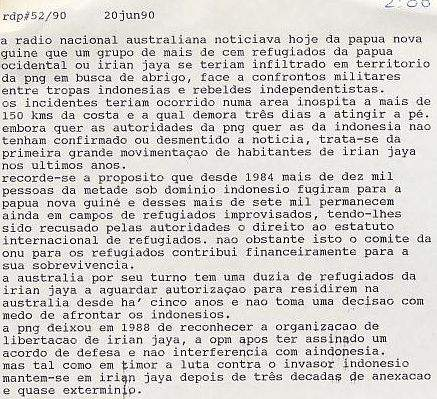 rdp#52/90     20jun90
a radio nacional australiana noticiava hoje da papua nova
guiné que um grupo de mais de cem refugiados da papua
ocidental ou irian jaya se teriam infiltrado em territorio
da png em busca de abrigo, face a confrontos militares
entre tropas indonesias e rebeldes independentistas.
os incidentes teriam ocorrido numa area inospita a mais de
150 kms da costa e a qual demora três dias a atingir a pé.
embora quer as autoridades da png quer as da indonesia nao
tenham confirmado ou desmentido a noticia, trata-se da
primeira grande movimentaçao de habitantes de irian jaya
nos ultimos anos.
recorde-se a proposito que desde 1984 mais de dez mil
pessoas da metade sob dominio indonesio fugiram para a
papua nova guiné e desses mais de sete mil permanecem
ainda em campos de refugiados improvisados, tendo-lhes
sido recusado pelas autoridades o direito ao estatuto
internacional de refugiados. nao obstante isto o comite da
onu para os refugiados contribui financeiramente para a
sua sobrevivencia.
a australia por seu turno tem uma duzia de refugiados da
irian jaya a aguardar autorizaçao para residirem na
australia desde ha' cinco anos e nao toma uma decisao com
medo de afrontar os indonesios.
a png deixou em 1988 de reconhecer a organizacao de
libertacao de irian jaya, a opm apos ter assinado um
acordo de defesa e nao interferencia com aindonesia.
mas tal como em timor a luta contra o invasor indonesio
mantem-se em irian jaya depois de três decadas de anexacao
e quase exterminio.